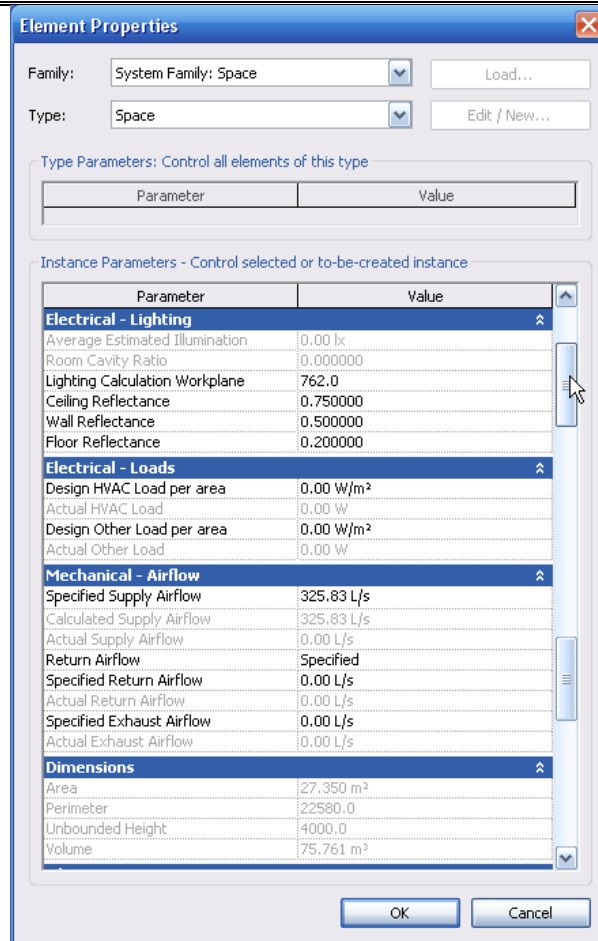 Element Properties
Family: System Family: Space Load...
Type: Space Edit / New...
Type Parameters: Control all elements of this type
Parameter Value
Instance Parameters - Control selected or to-be-created instance
Parameter Value
Electrical - Lighting
Average Estimated Illumination 0.00 lx
Room Cavity Ratio 0.000000
Lighting Calculation Workplane 762.0
Ceiling Reflectance 0.750000
Wall Reflectance 0.500000
Floor Reflectance 0.200000
Electrical - Loads
Design HVAC Load per area 0.00 W/m²
Actual HVAC Load 0.00 W
Design Other Load per area 0.00 W/m²
Actual Other Load 0.00 W
Mechanical - Airflow
Specified Supply Airflow 325.83 L/s
Calculated Supply Airflow 325.83 L/s
Actual Supply Airflow 0.00 L/s
Return Airflow Specified
Specified Return Airflow 0.00 L/s
Actual Return Airflow 0.00 L/s
Specified Exhaust Airflow 0.00 L/s
Actual Exhaust Airflow 0.00 L/s
Dimensions
Area 27.350 m²
Perimeter 22580.0
Unbounded Height 4000.0
Volume 75.761 m³
OK Cancel